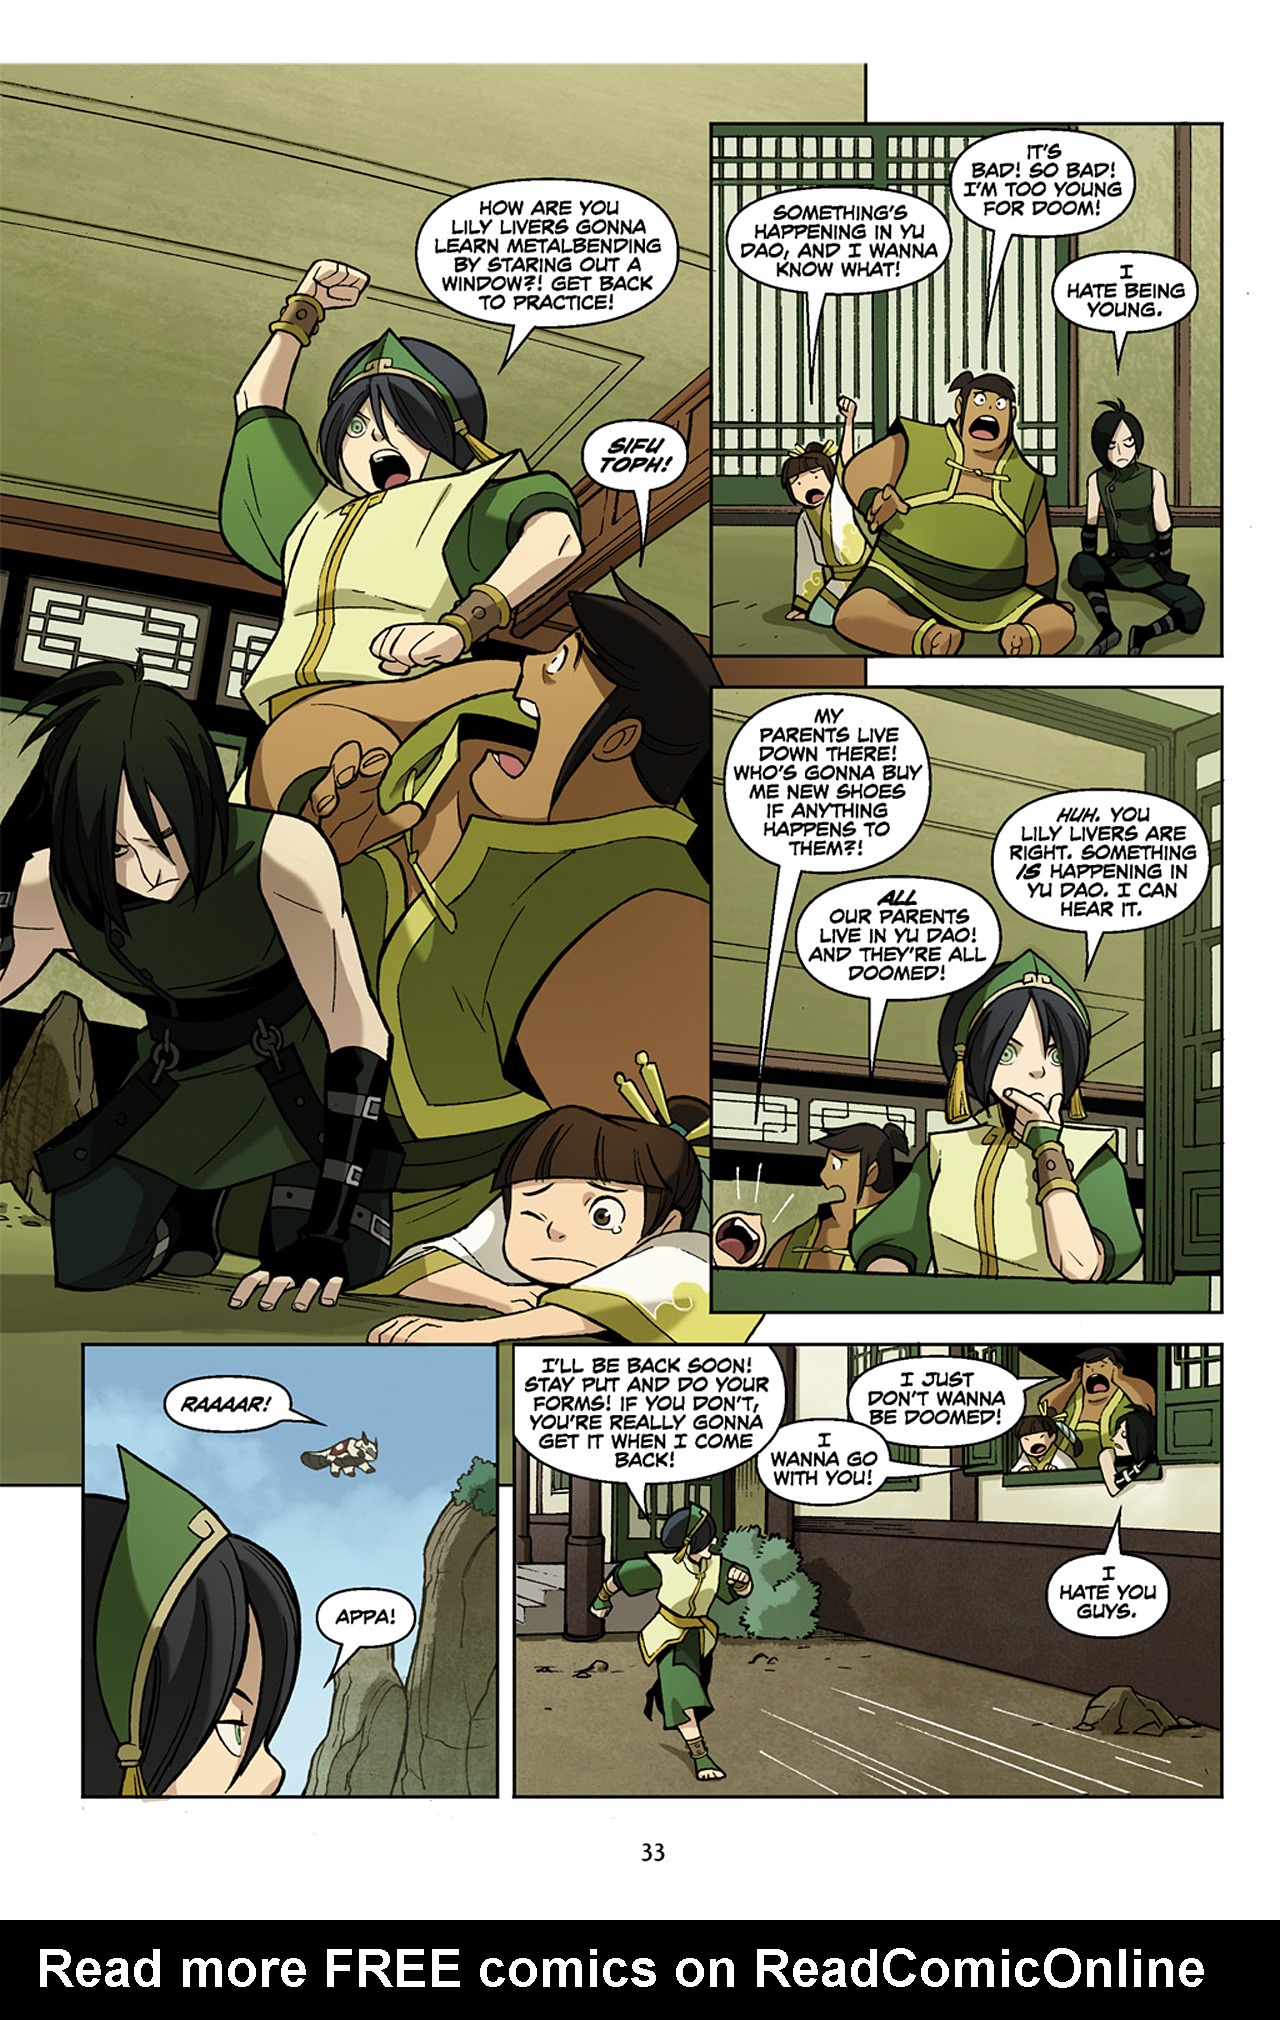 HOW ARE YOU
LILY LIVERS GONNA
LEARN METALBENDING
BY STARING OUT A
WINDOW?! GET BACK
TO PRACTICE!
SIFU
TOPH!
SOMETHING'S
HAPPENING IN YU
DAO, AND I WANNA
KNOW WHAT!
IT'S
BAD! SO BAD!
I'M TOO YOUNG
FOR DOOM!
I
HATE BEING
YOUNG.
MY
PARENTS LIVE
DOWN THERE!
WHO'S GONNA BUY
ME NEW SHOES
IF ANYTHING
HAPPENS TO
THEM?!
ALL
OUR PARENTS
LIVE IN YU DAO!
AND THEY'RE ALL
DOOMED!
HUH. YOU
LILY LIVERS ARE
RIGHT. SOMETHING
IS HAPPENING IN
YU DAO. I CAN
HEAR IT.
RAAAAR!
APPA!
I'LL BE BACK SOON!
STAY PUT AND DO YOUR
FORMS! IF YOU DON'T,
YOU'RE REALLY GONNA
GET IT WHEN I COME
BACK!
I
WANNA GO
WITH YOU!
I JUST
DON'T WANNA
BE DOOMED!
I
HATE YOU
GUYS.
33
Read more FREE comics on ReadComicOnline